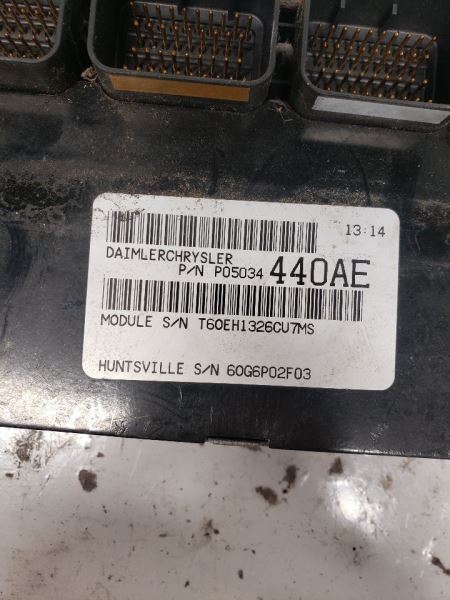 13:14
DAIMLERCHRYSLER
P/N P05034 440AE
MODULE S/N T60EH1326CU7MS
HUNTSVILLE S/N 60G6P02F03